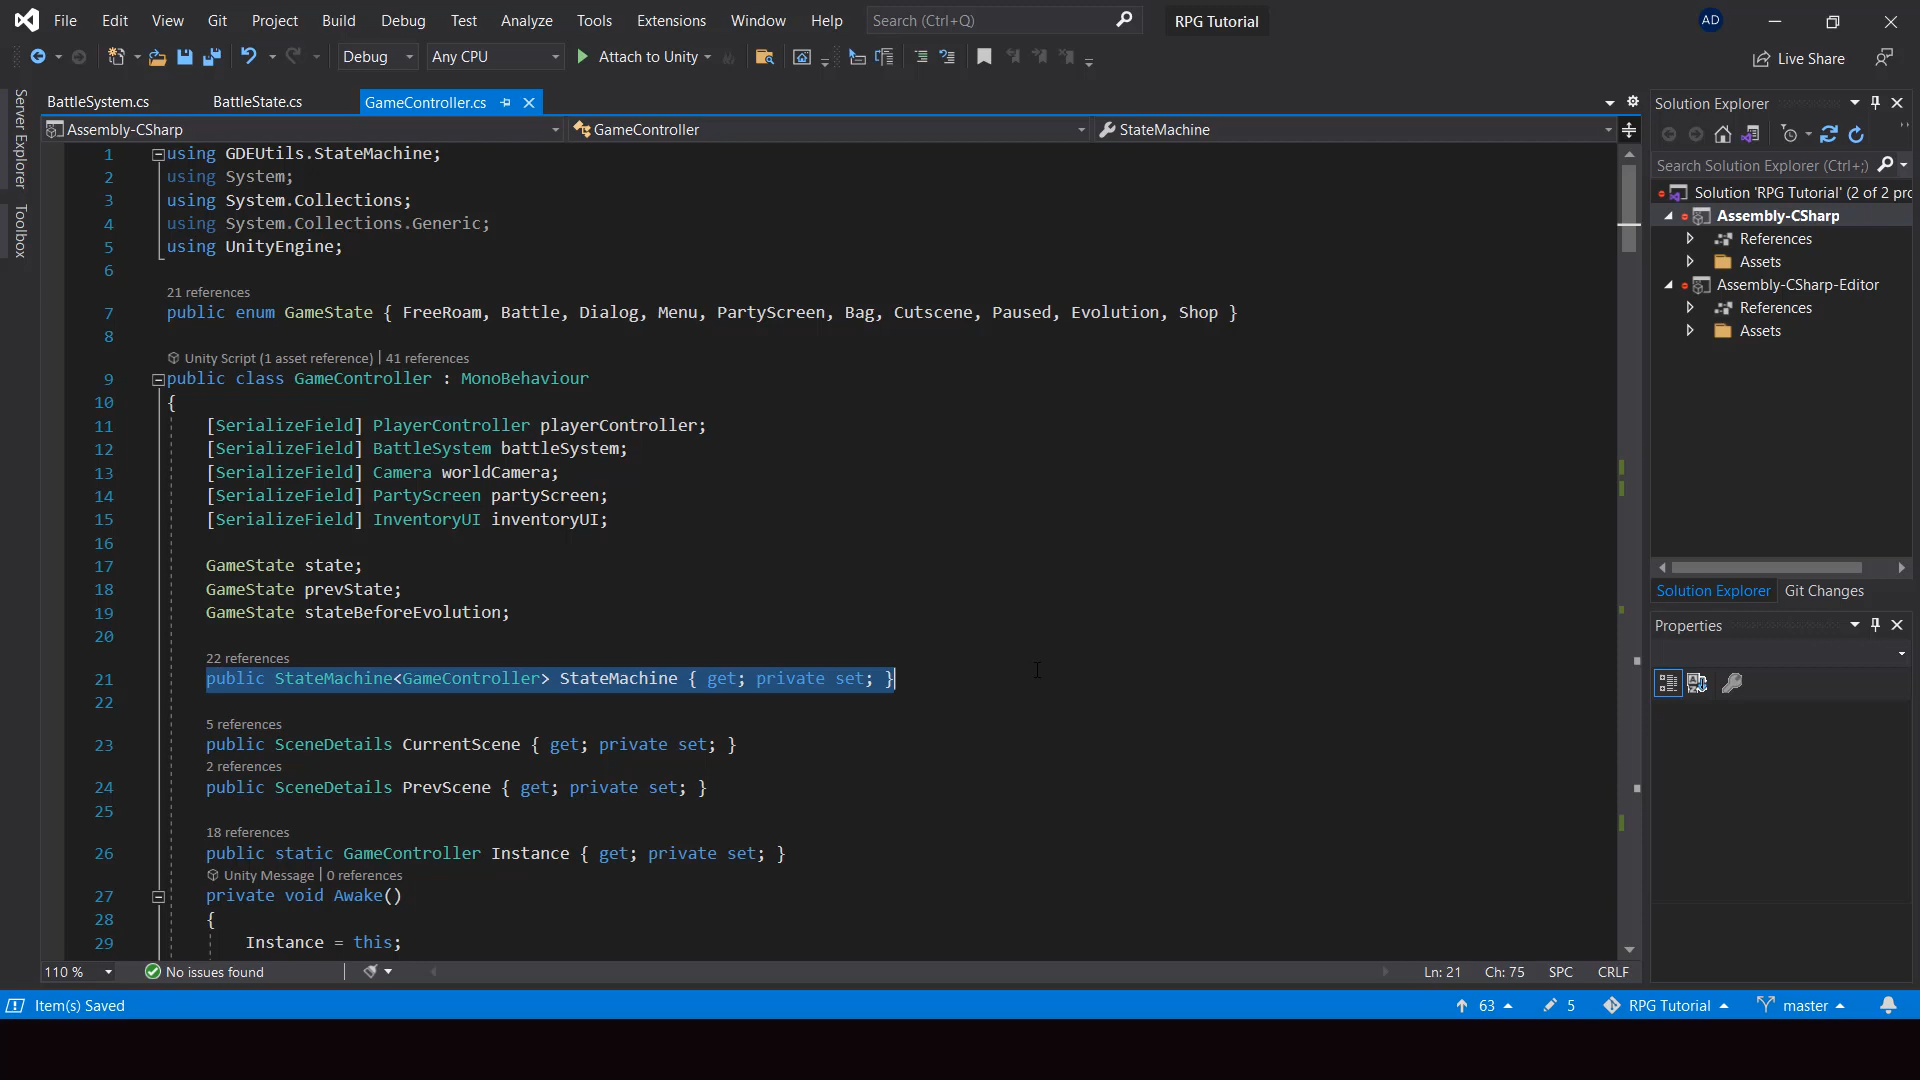 File Edit View Git Project Build Debug Test Analyze Tools Extensions Window Help Search (Ctrl+Q) RPG Tutorial AD
Debug Any CPU Attach to Unity Live Share
Server Explorer
Toolbox
BattleSystem.cs BattleState.cs GameController.cs
Assembly-CSharp GameController StateMachine
1 using GDEUtils.StateMachine;
2 using System;
3 using System.Collections;
4 using System.Collections.Generic;
5 using UnityEngine;
6
21 references
7 public enum GameState { FreeRoam, Battle, Dialog, Menu, PartyScreen, Bag, Cutscene, Paused, Evolution, Shop }
8
Unity Script (1 asset reference) | 41 references
9 public class GameController : MonoBehaviour
10 {
11 [SerializeField] PlayerController playerController;
12 [SerializeField] BattleSystem battleSystem;
13 [SerializeField] Camera worldCamera;
14 [SerializeField] PartyScreen partyScreen;
15 [SerializeField] InventoryUI inventoryUI;
16
17 GameState state;
18 GameState prevState;
19 GameState stateBeforeEvolution;
20
22 references
21 public StateMachine<GameController> StateMachine { get; private set; }
22
5 references
23 public SceneDetails CurrentScene { get; private set; }
2 references
24 public SceneDetails PrevScene { get; private set; }
25
18 references
26 public static GameController Instance { get; private set; }
Unity Message | 0 references
27 private void Awake()
28 {
29 Instance = this;
110 % No issues found Ln: 21 Ch: 75 SPC CRLF
Solution Explorer
Search Solution Explorer (Ctrl+;)
Solution 'RPG Tutorial' (2 of 2 pro
Assembly-CSharp
References
Assets
Assembly-CSharp-Editor
References
Assets
Solution Explorer Git Changes
Properties
Item(s) Saved 63 5 RPG Tutorial master